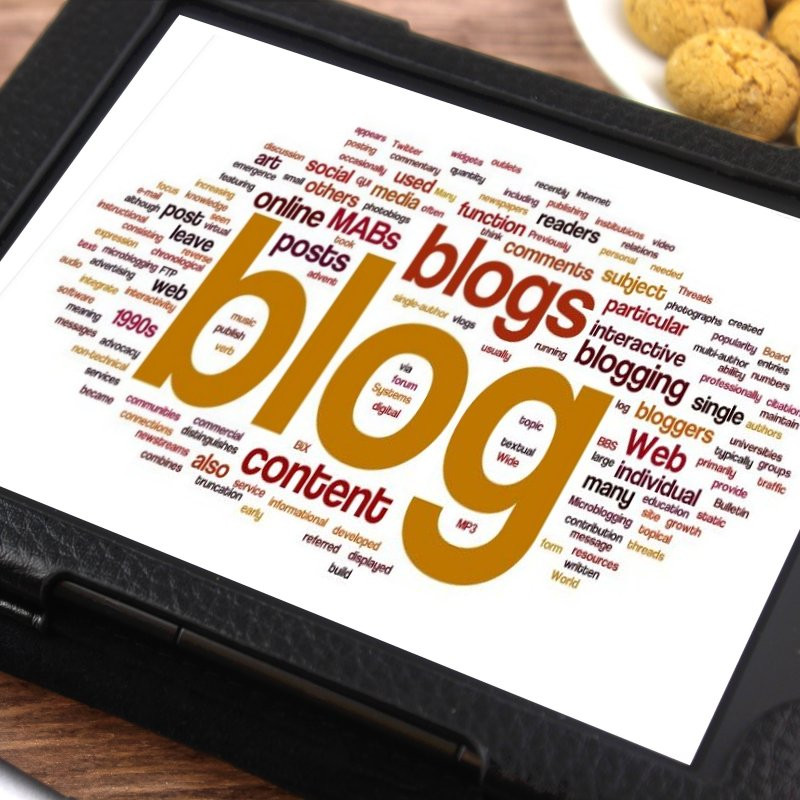 appears Twitter widgets outlets
posting commentary quantity recently Internet
discussion occasionally
art social QV used Many newspapers including publishing institutions video
emergence small others media often function readers relations
featuring photoblogs think Previously personal needed
focus increasing online MABs comments subject Threads
e-mail knowledge seen book blogs particular photographs created
although post virtual posts interactive popularity Board
instructional leave advent single-author vlogs blogging multi-author entries
consisting reverse usually running ability numbers
expression chronological professionally citation
text microblogging FTP single maintain
audio advertising web log bloggers authors
integrate interactivity music
software 1990s publish
meaning verb via
messages advocacy forum
non-technical Systems
services digital
became
blog
topic
textual
Wide
BBS Web universities
large individual primarily typically groups
many provide traffic
communities commercial Microblogging education static Bulletin
connections distinguishes BiX contribution site growth
newstreams content message topical
combines also service MP3 resources threads
truncation informational developed form written
early referred displayed World
build